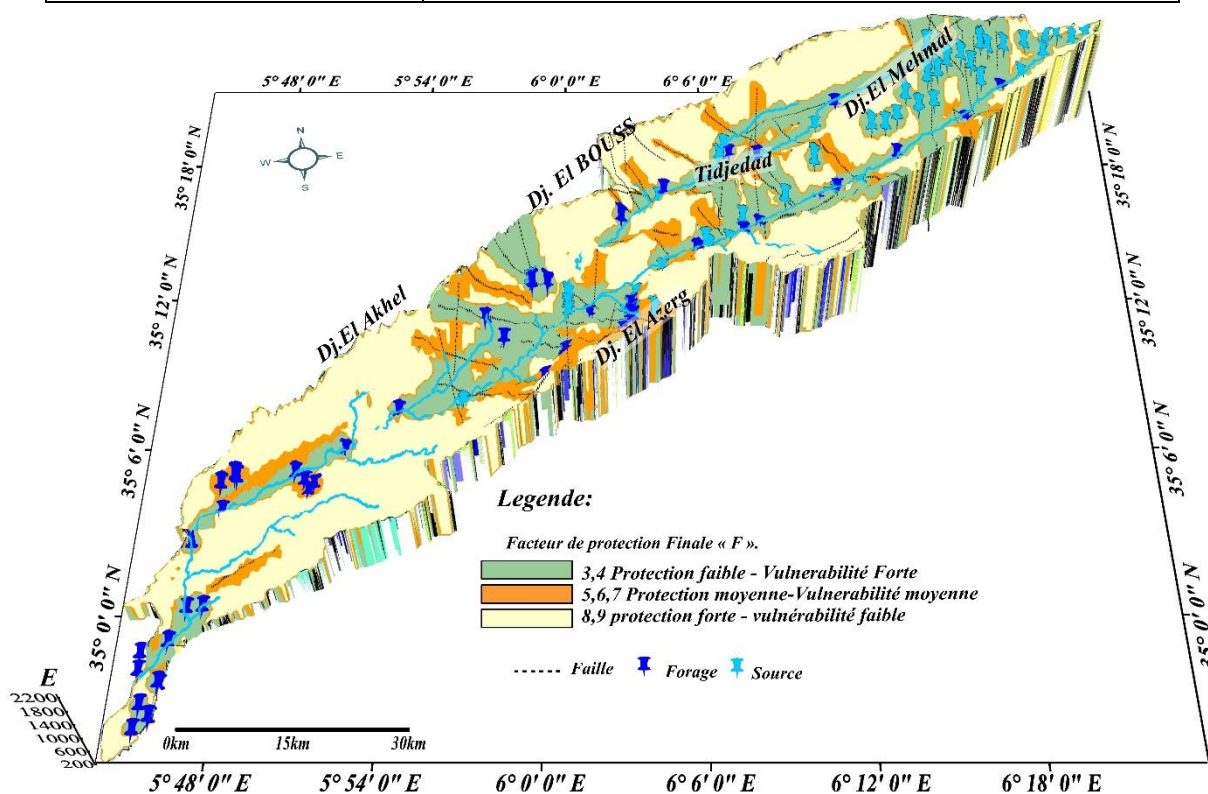 5° 48' 0" E
5° 54' 0" E
6° 0' 0" E
6° 6' 0" E
N
W
E
S
Dj.El Mehmal
Dj. El BOUSS
Tidjedad
Dj.El Akhel
Dj. El Azerg
35° 18' 0" N
35° 12' 0" N
35° 6' 0" N
35° 0' 0" N
35° 18' 0" N
35° 12' 0" N
35° 6' 0" N
35° 0' 0" N
Legende:
Facteur de protection Finale « F ».
3,4 Protection faible - Vulnerabilité Forte
5,6,7 Protection moyenne-Vulnerabilité moyenne
8,9 protection forte - vulnérabilité faible
Faille
Forage
Source
E
2200
1800
1400
1000
600
200
0km
15km
30km
5° 48' 0" E
5° 54' 0" E
6° 0' 0" E
6° 6' 0" E
6° 12' 0" E
6° 18' 0" E